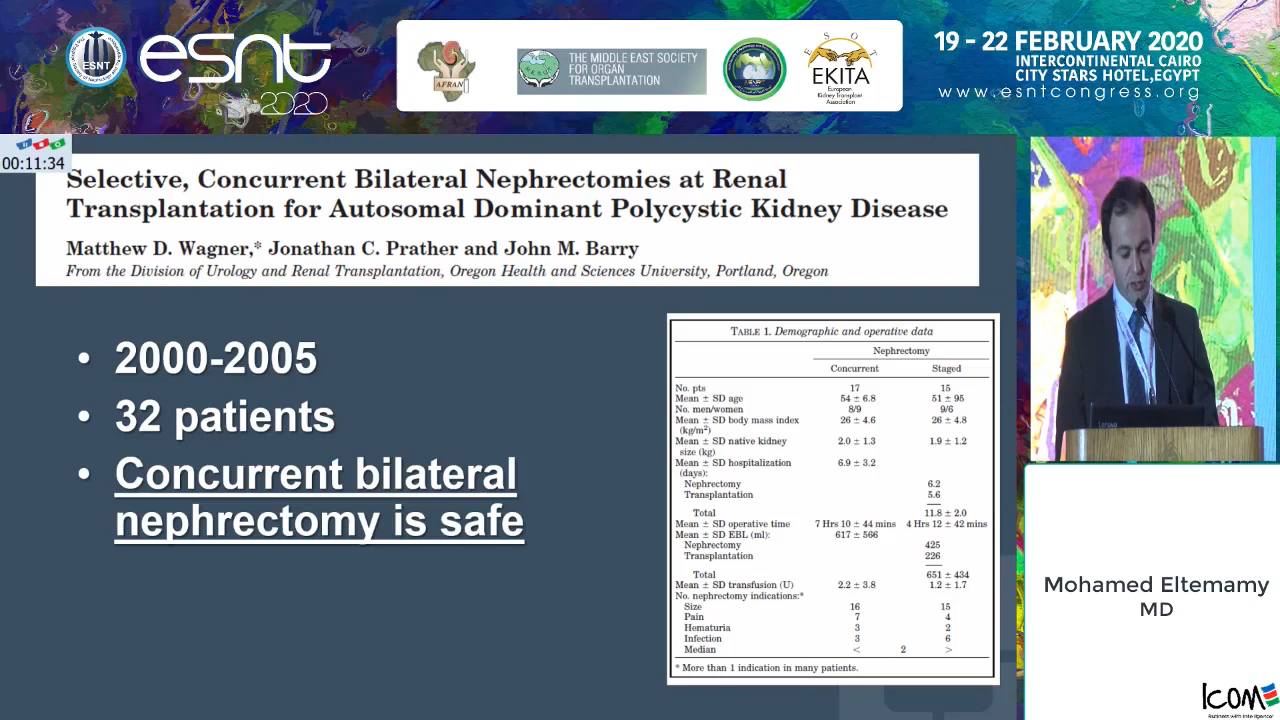 ESNT
esnt
2020
AFRAN
THE MIDDLE EAST SOCIETY
FOR ORGAN
TRANSPLANTATION
ESOT
EKITA
European
Kidney Transplant
Association
19 - 22 FEBRUARY 2020
INTERCONTINENTAL CAIRO
CITY STARS HOTEL,EGYPT
www.esntcongress.org
00:11:34
Selective, Concurrent Bilateral Nephrectomies at Renal
Transplantation for Autosomal Dominant Polycystic Kidney Disease
Matthew D. Wagner,* Jonathan C. Prather and John M. Barry
From the Division of Urology and Renal Transplantation, Oregon Health and Sciences University, Portland, Oregon
• 2000-2005
• 32 patients
• Concurrent bilateral
nephrectomy is safe
TABLE 1. Demographic and operative data
Nephrectomy
Concurrent Staged
No. pts 17 15
Mean ± SD age 54 ± 6.8 51 ± 95
No. men/women 8/9 9/6
Mean ± SD body mass index 26 ± 4.6 26 ± 4.8
(kg/m²)
Mean ± SD native kidney 2.0 ± 1.3 1.9 ± 1.2
size (kg)
Mean ± SD hospitalization 6.9 ± 3.2
(days):
Nephrectomy 6.2
Transplantation 5.6
Total 11.8 ± 2.0
Mean ± SD operative time 7 Hrs 10 ± 44 mins 4 Hrs 12 ± 42 mins
Mean ± SD EBL (ml): 617 ± 566
Nephrectomy 425
Transplantation 226
Total 651 ± 434
Mean ± SD transfusion (U) 2.2 ± 3.8 1.2 ± 1.7
No. nephrectomy indications:*
Size 16 15
Pain 7 4
Hematuria 3 2
Infection 3 6
Median < 2 >
* More than 1 indication in many patients.
Lenovo
Mohamed Eltemamy
MD
ICOME
Business with Intelligence!